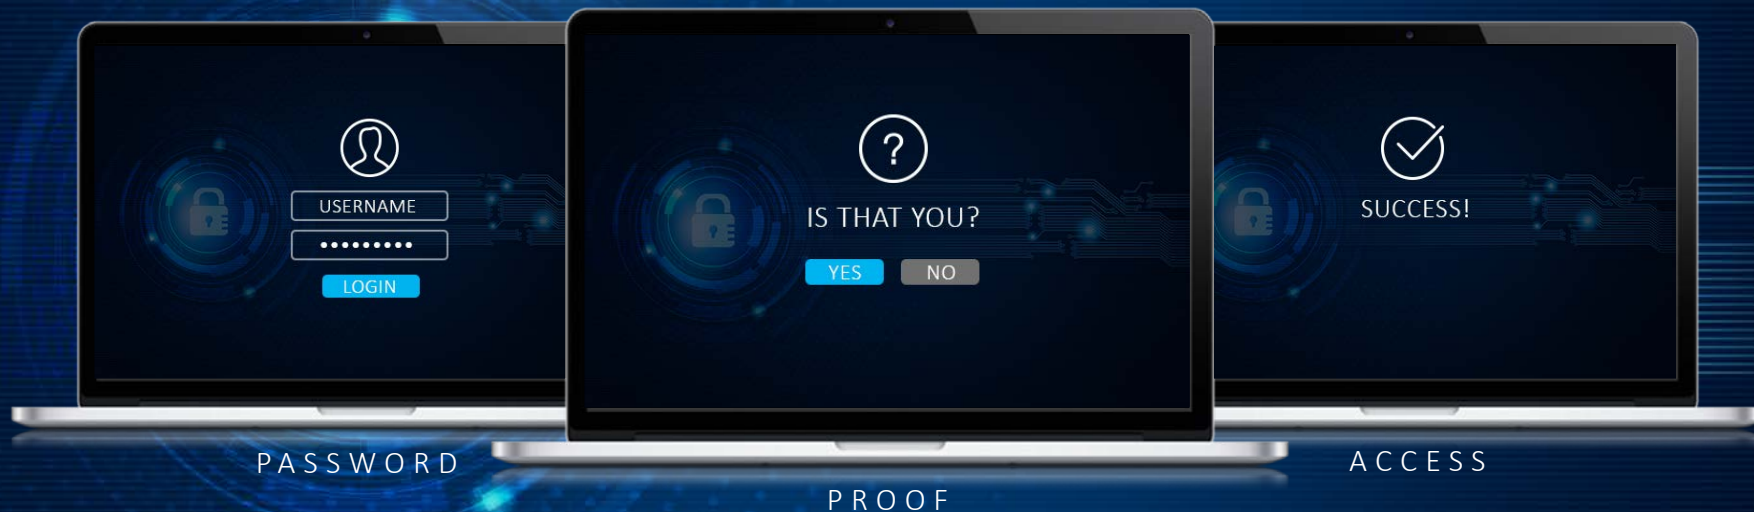 USERNAME
•••••••••
LOGIN
PASSWORD
?
IS THAT YOU?
YES NO
PROOF
SUCCESS!
ACCESS